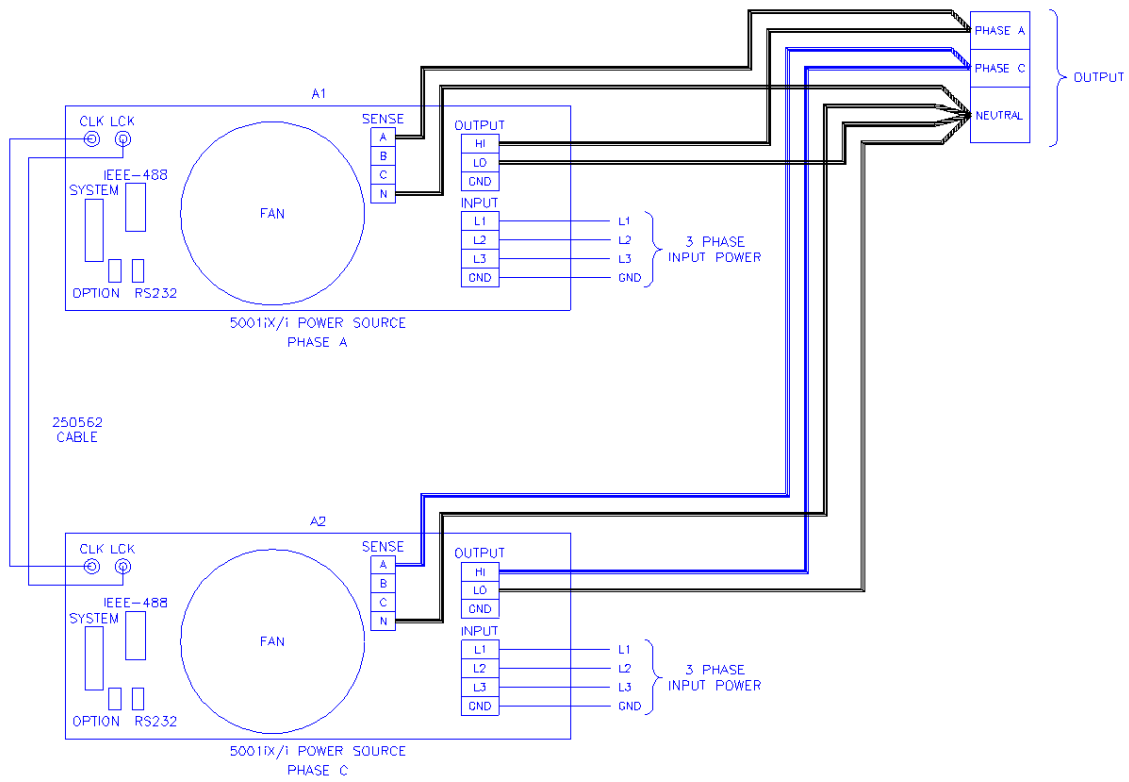 PHASE A
PHASE C
NEUTRAL
OUTPUT
A1
CLK LCK
SENSE
A
B
C
N
OUTPUT
HI
LO
GND
IEEE-488
SYSTEM
FAN
INPUT
L1
L2
L3
GND
L1
L2
L3
GND
3 PHASE
INPUT POWER
OPTION RS232
5001iX/i POWER SOURCE
PHASE A
250562
CABLE
A2
CLK LCK
SENSE
A
B
C
N
OUTPUT
HI
LO
GND
IEEE-488
SYSTEM
FAN
INPUT
L1
L2
L3
GND
L1
L2
L3
GND
3 PHASE
INPUT POWER
OPTION RS232
5001iX/i POWER SOURCE
PHASE C